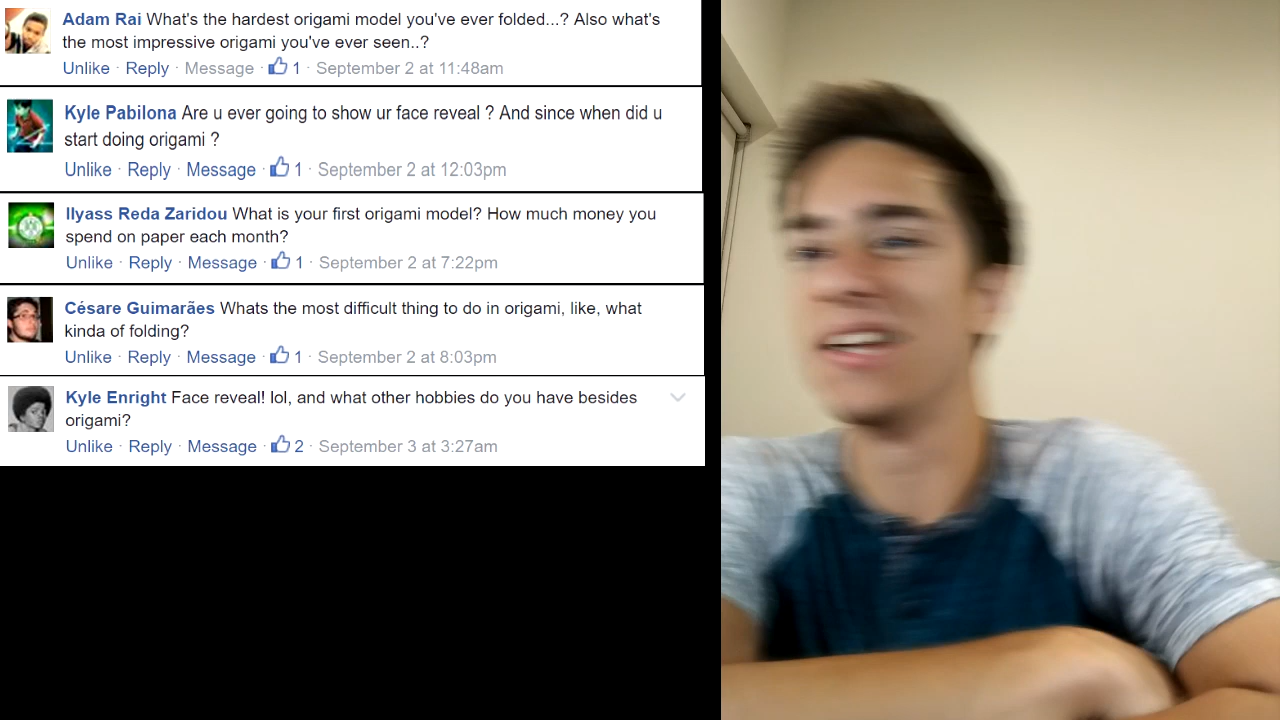 Adam Rai What's the hardest origami model you've ever folded...? Also what's
the most impressive origami you've ever seen..?
Unlike · Reply · Message · 1 · September 2 at 11:48am
Kyle Pabilona Are u ever going to show ur face reveal ? And since when did u
start doing origami ?
Unlike · Reply · Message · 1 · September 2 at 12:03pm
Ilyass Reda Zaridou What is your first origami model? How much money you
spend on paper each month?
Unlike · Reply · Message · 1 · September 2 at 7:22pm
Césare Guimarães Whats the most difficult thing to do in origami, like, what
kinda of folding?
Unlike · Reply · Message · 1 · September 2 at 8:03pm
Kyle Enright Face reveal! lol, and what other hobbies do you have besides
origami?
Unlike · Reply · Message · 2 · September 3 at 3:27am